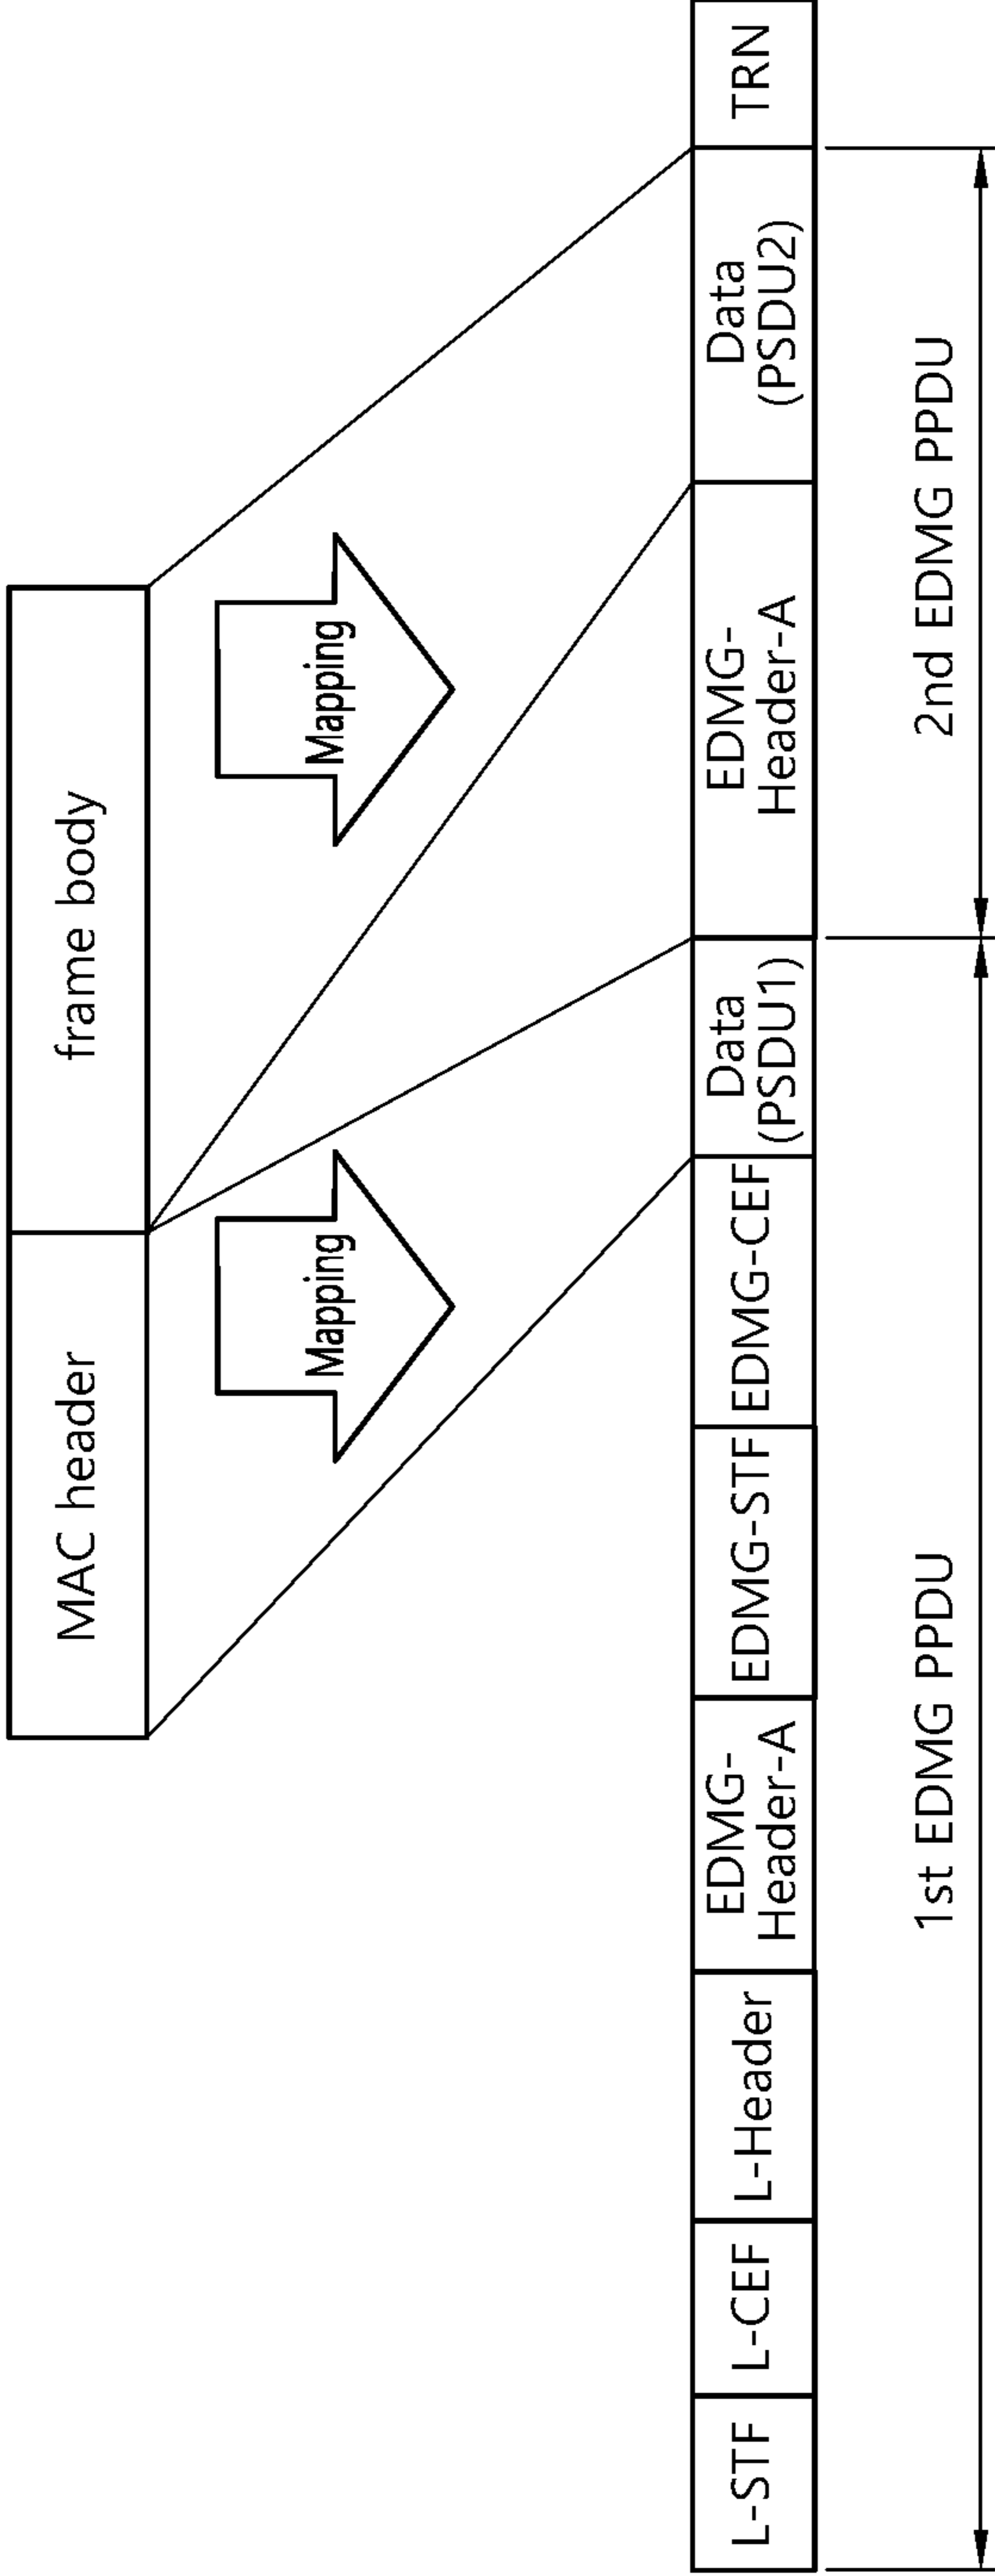 MAC header
frame body
Mapping
Mapping
L-STF
L-CEF
L-Header
EDMG-
Header-A
EDMG-STF
EDMG-CEF
Data
(PSDU1)
EDMG-
Header-A
Data
(PSDU2)
TRN
1st EDMG PPDU
2nd EDMG PPDU